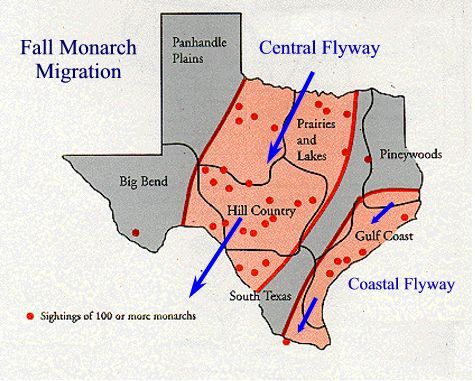 Fall Monarch
Migration
Panhandle
Plains
Central Flyway
Prairies
and
Lakes
Pineywoods
Big Bend
Hill Country
Gulf Coast
South Texas
Coastal Flyway
Sightings of 100 or more monarchs